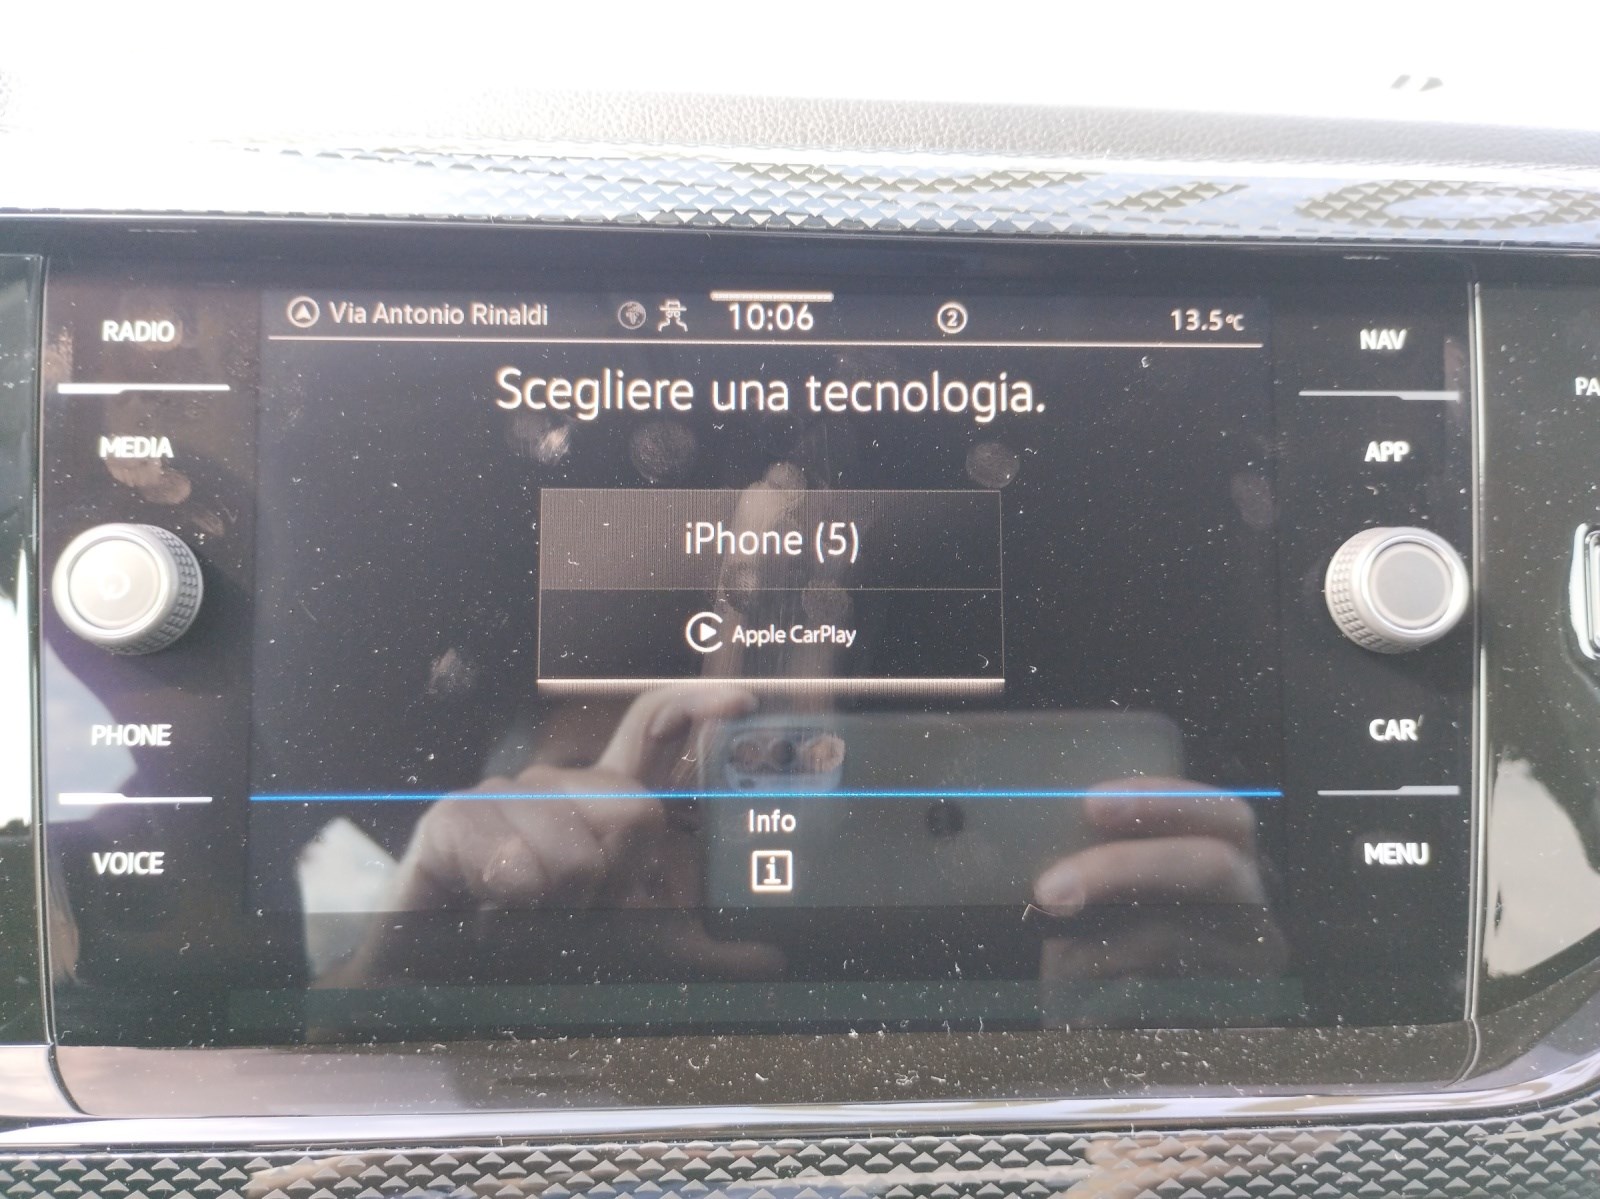 RADIO
MEDIA
PHONE
VOICE
Via Antonio Rinaldi
10:06
2
13.5°C
Scegliere una tecnologia.
iPhone (5)
Apple CarPlay
Info
i
NAV
APP
CAR
MENU